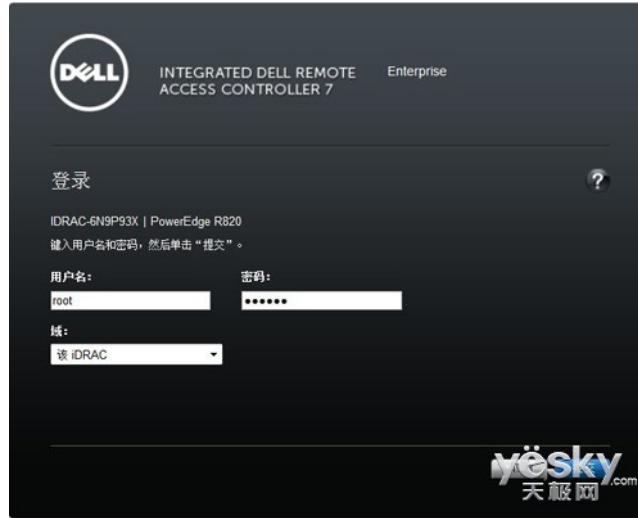 DELL
INTEGRATED DELL REMOTE
ACCESS CONTROLLER 7
Enterprise
登录
?
IDRAC-6N9P93X | PowerEdge R820
键入用户名和密码，然后单击“提交”。
用户名：
密码：
root
••••••
域：
该 iDRAC
yësky
.com
天极网